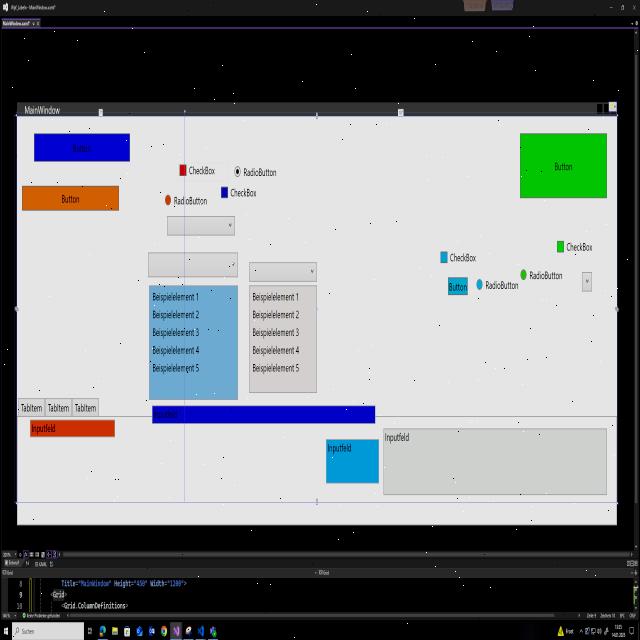 MainWindow.xaml*
MainWindow
Button
Button
Button
CheckBox
RadioButton
RadioButton
CheckBox
CheckBox
CheckBox
RadioButton
Button
RadioButton
Beispielelement 1
Beispielelement 2
Beispielelement 3
Beispielelement 4
Beispielelement 5
Beispielelement 1
Beispielelement 2
Beispielelement 3
Beispielelement 4
Beispielelement 5
TabItem TabItem TabItem
Inputfeld
Inputfeld
Inputfeld
Inputfeld
8 Title="MainWindow" Height="450" Width="1200">
9 <Grid>
10 <Grid.ColumnDefinitions>
Suchen